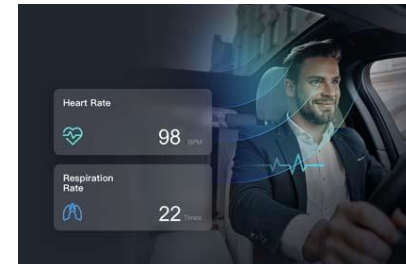 Heart Rate
98 BPM
Respiration
Rate
22 Times